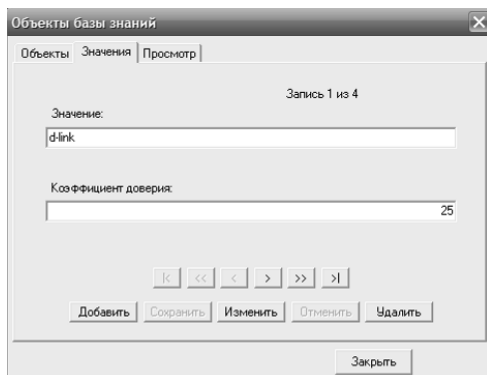 Объекты базы знаний
Объекты Значения Просмотр
Запись 1 из 4
Значение:
d-link
Коэффициент доверия:
25
|< << < > >> >|
Добавить Сохранить Изменить Отменить Удалить
Закрыть